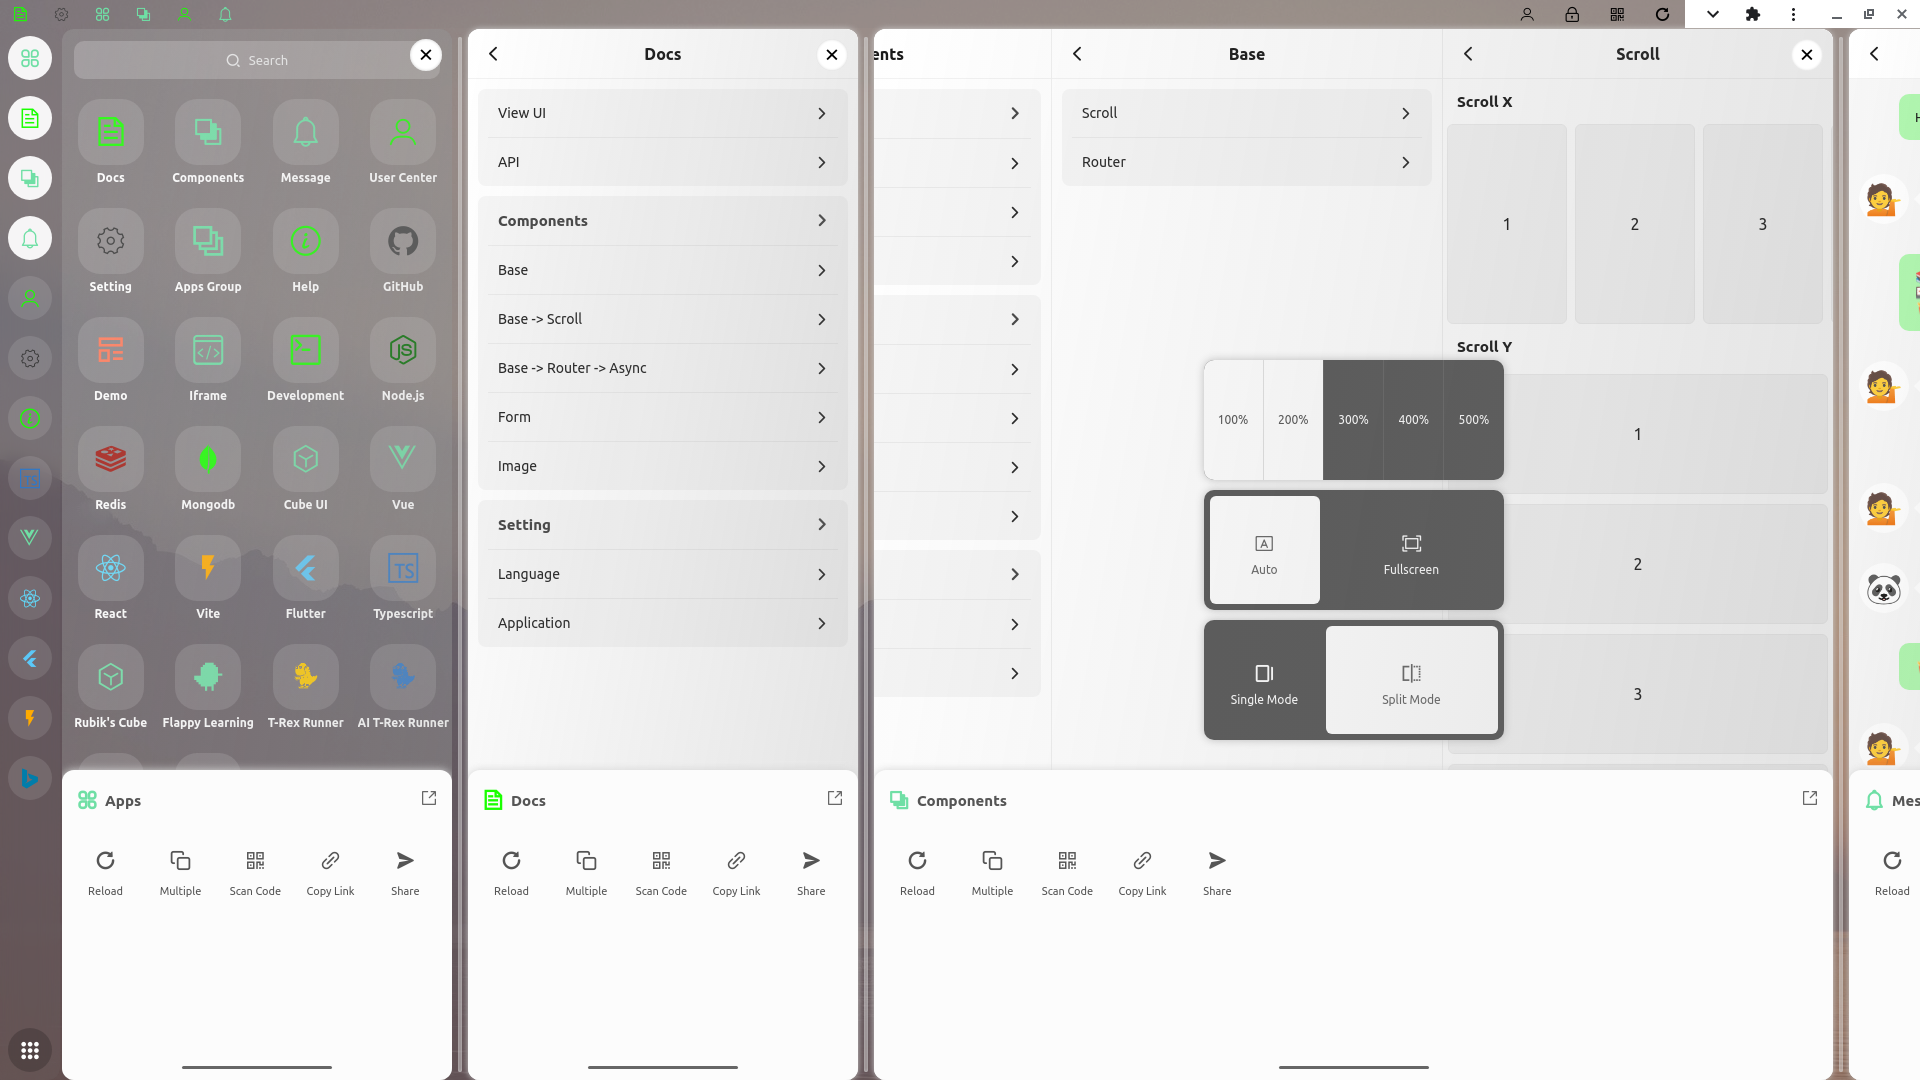 Search
Docs
Components
Message
User Center
Setting
Apps Group
Help
GitHub
Demo
Iframe
Development
Node.js
Redis
Mongodb
Cube UI
Vue
React
Vite
Flutter
Typescript
Rubik's Cube
Flappy Learning
T-Rex Runner
AI T-Rex Runner
Apps
Reload
Multiple
Scan Code
Copy Link
Share
Docs
View UI
API
Components
Base
Base -> Scroll
Base -> Router -> Async
Form
Image
Setting
Language
Application
Docs
Reload
Multiple
Scan Code
Copy Link
Share
ents
Base
Scroll
Router
Scroll
Scroll X
1
2
3
Scroll Y
1
2
3
100%
200%
300%
400%
500%
Auto
Fullscreen
Single Mode
Split Mode
Components
Reload
Multiple
Scan Code
Copy Link
Share
H
Mes
Reload